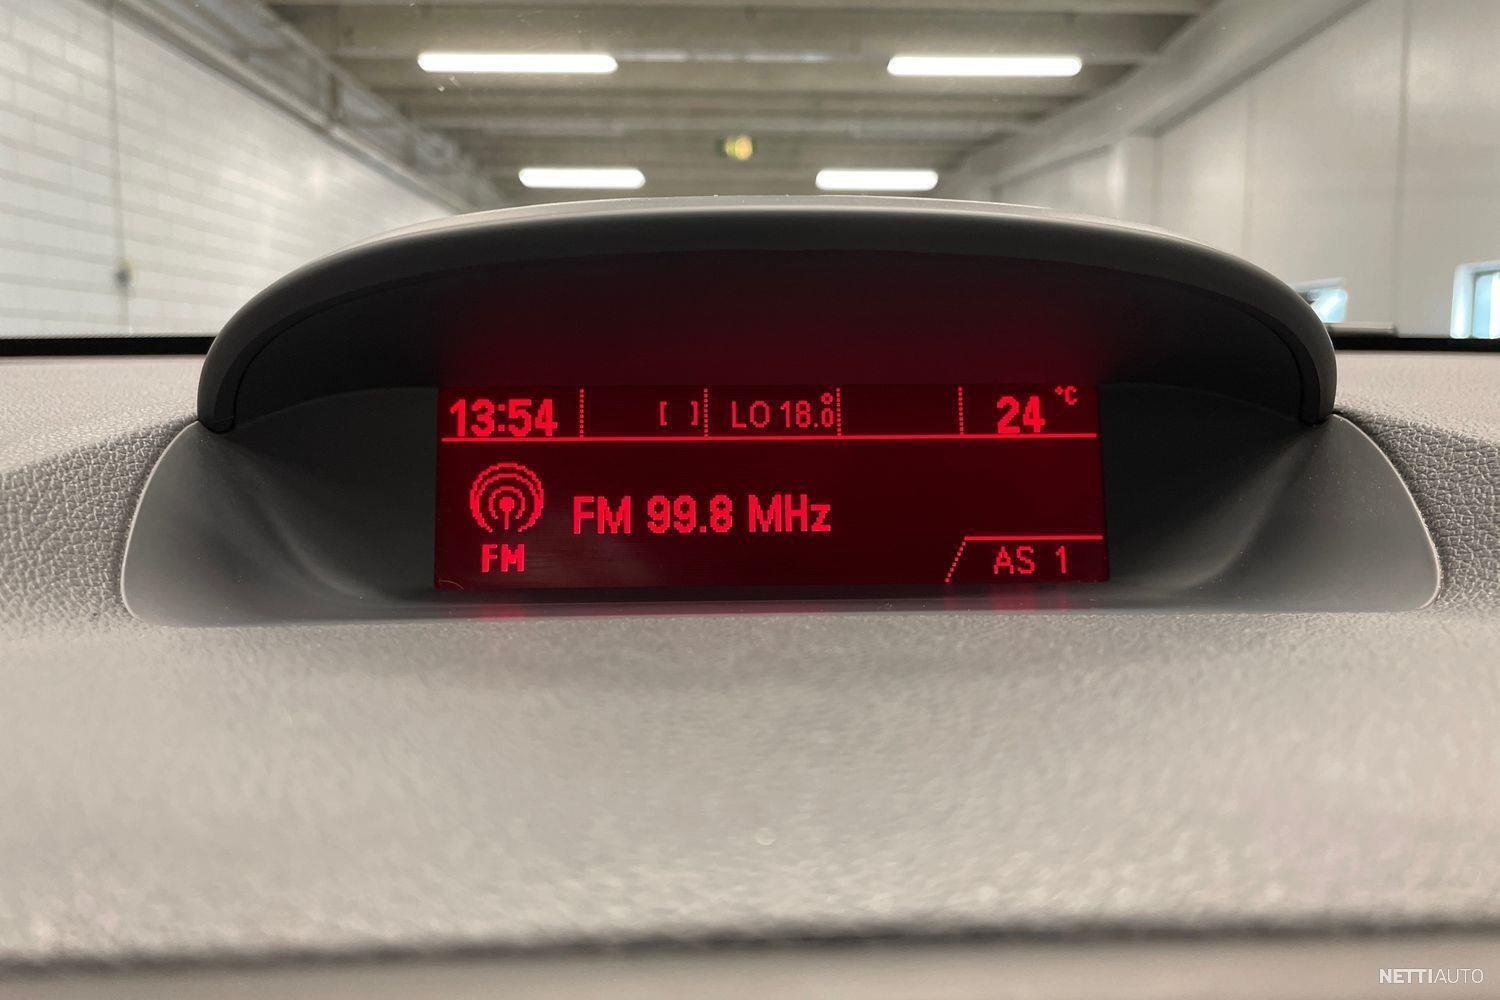 13:54 [ ] LO 18.0° 24 °C
FM 99.8 MHz
FM
AS 1
NETTIAUTO